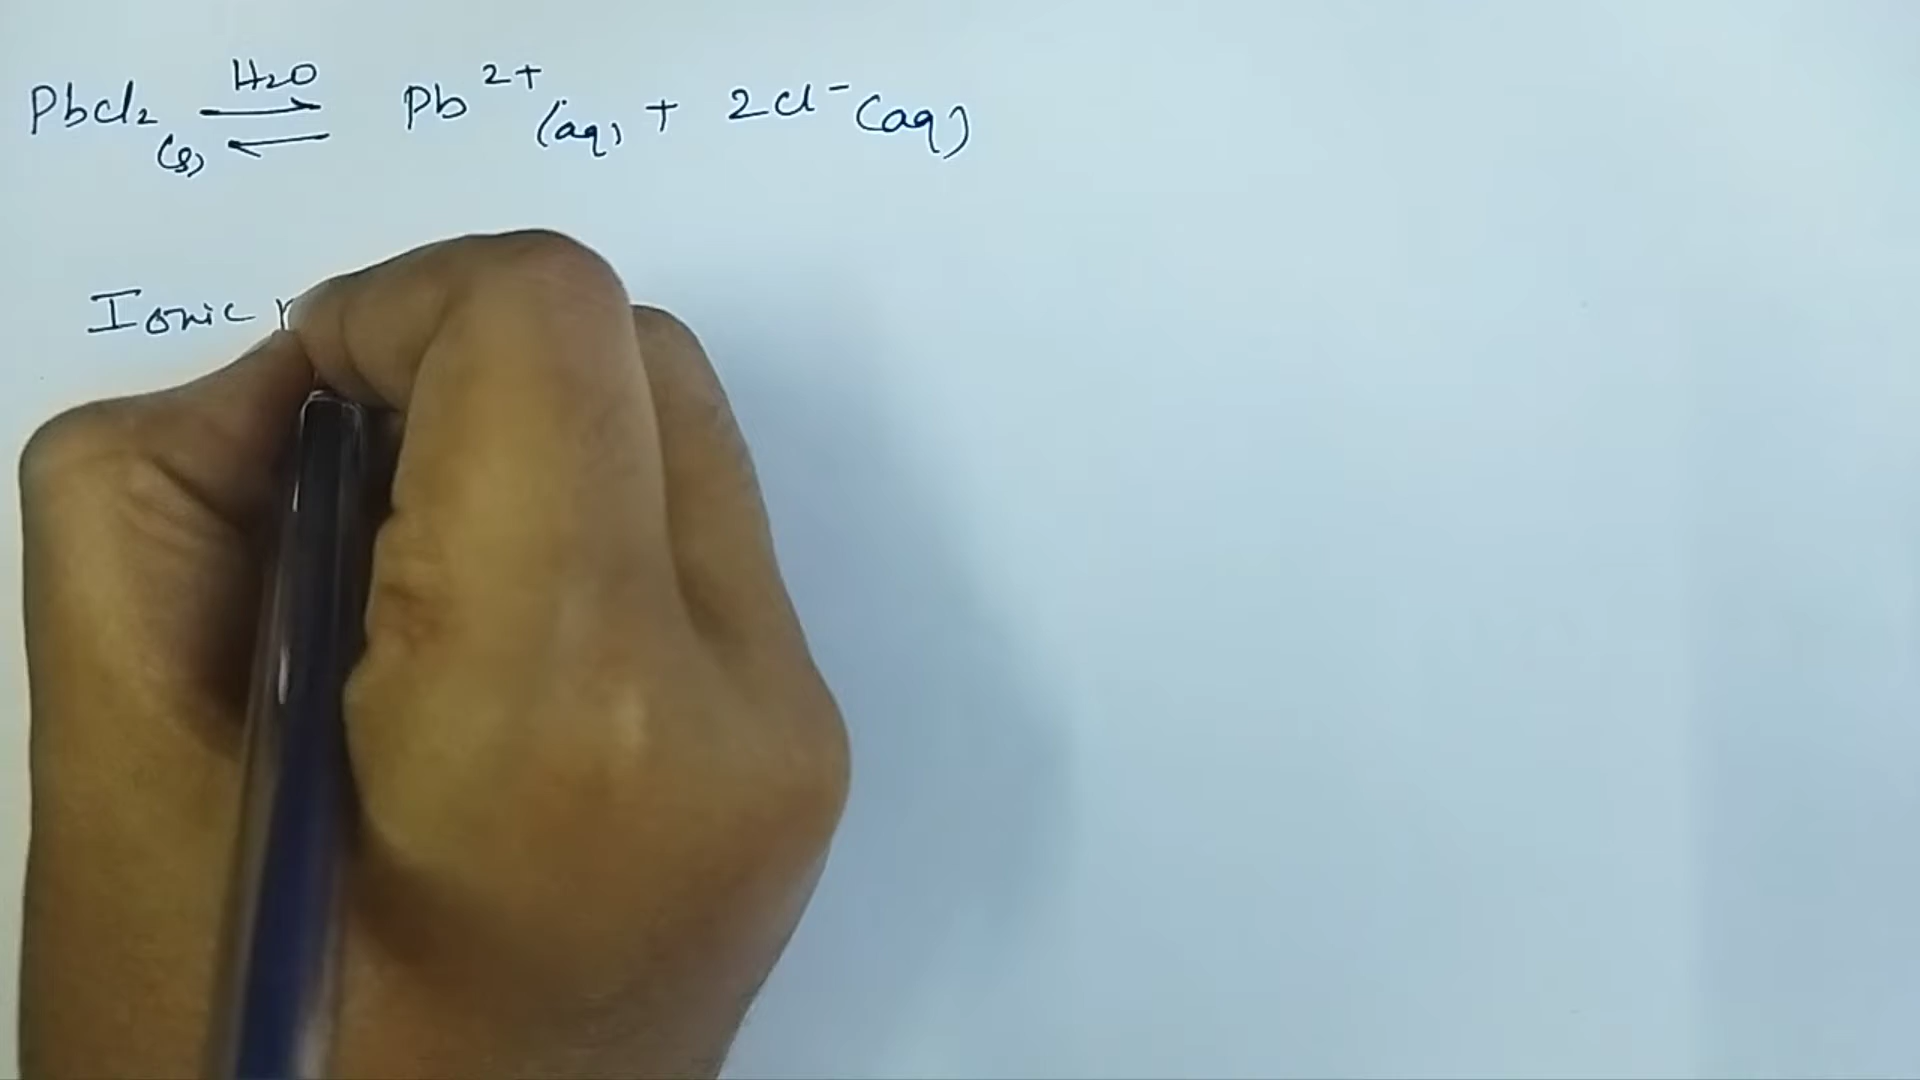 PbCl₂(s) ⇌ H₂O Pb²⁺(aq) + 2Cl⁻(aq)
Ionic